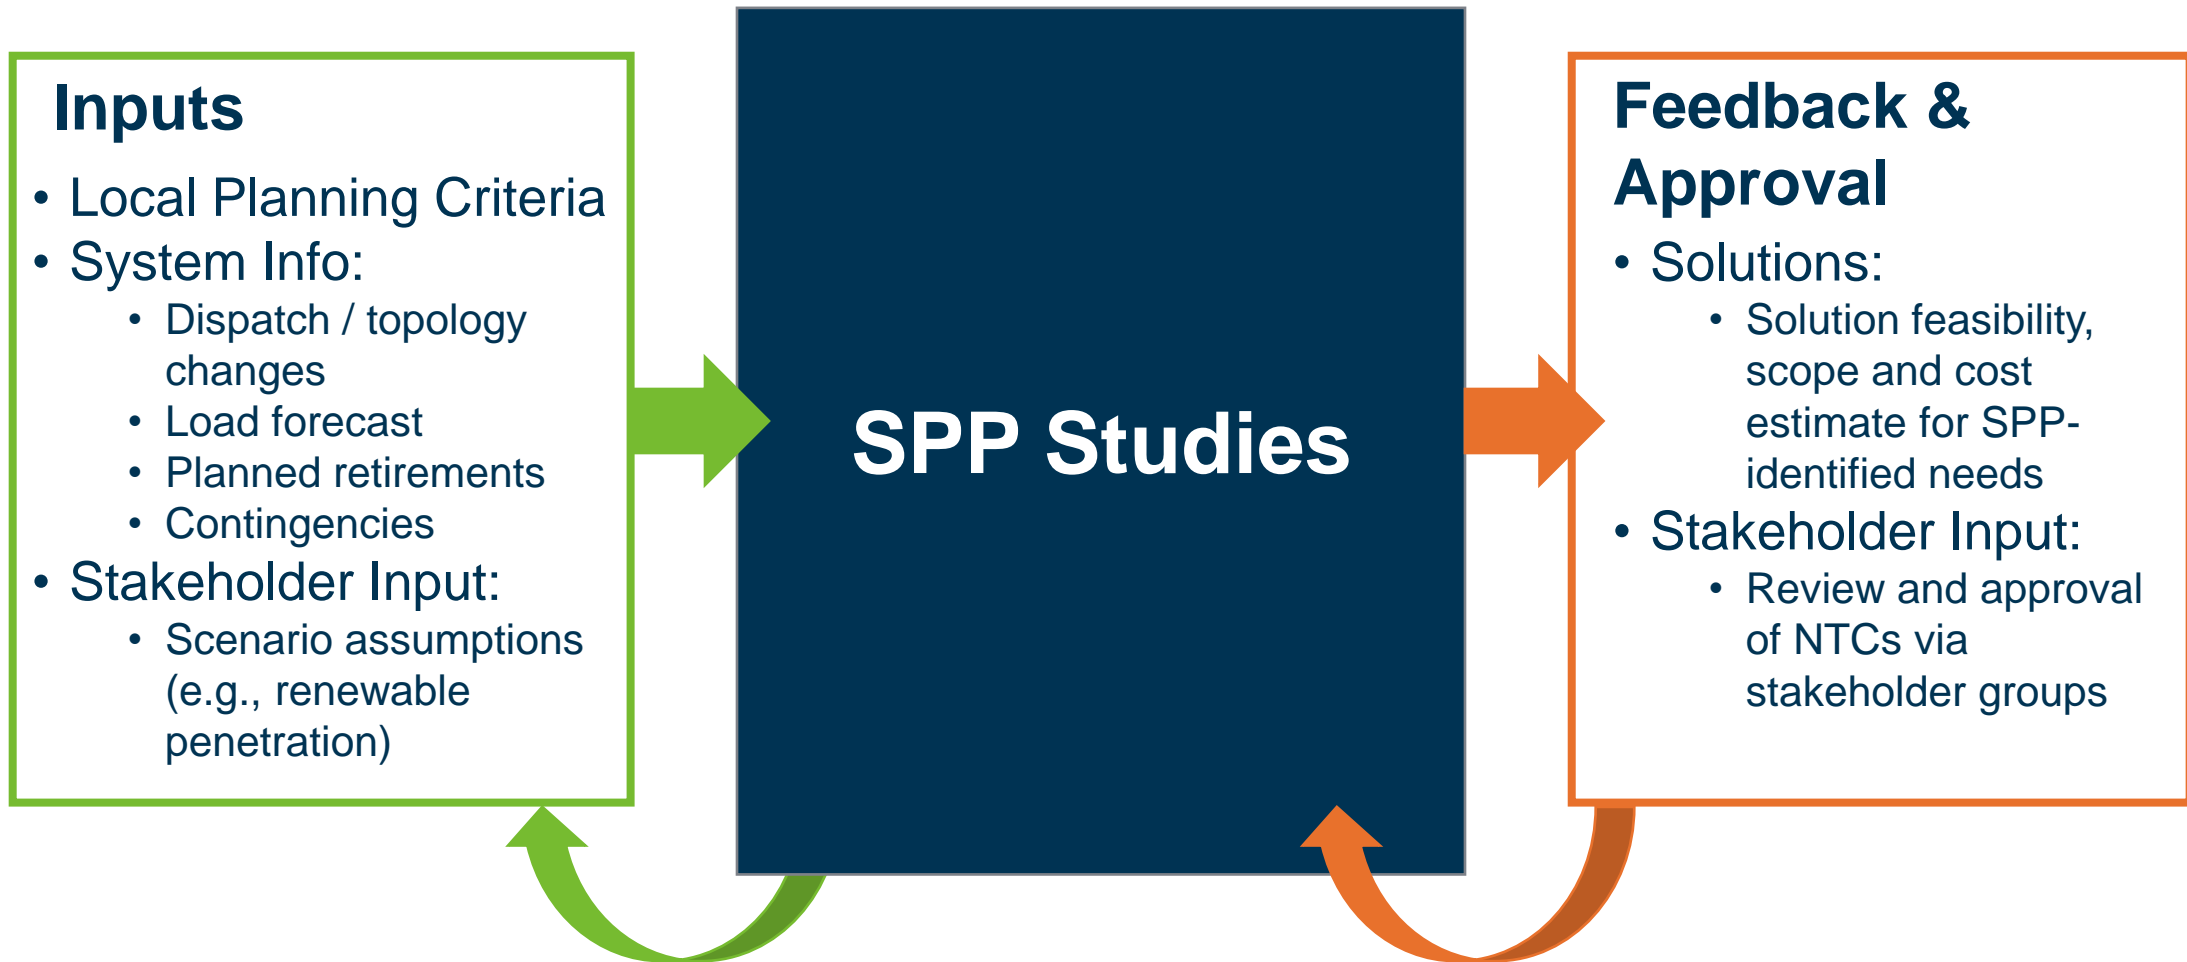 Inputs
• Local Planning Criteria
• System Info:
• Dispatch / topology
changes
• Load forecast
• Planned retirements
• Contingencies
• Stakeholder Input:
• Scenario assumptions
(e.g., renewable
penetration)
SPP Studies
Feedback &
Approval
• Solutions:
• Solution feasibility,
scope and cost
estimate for SPP-
identified needs
• Stakeholder Input:
• Review and approval
of NTCs via
stakeholder groups